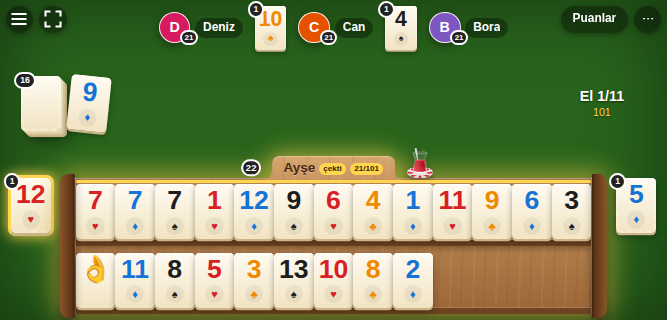 D 21 Deniz
1 10
C 21 Can
1 4
B 21 Bora
Puanlar
16
9
El 1/11
101
22 Ayşe çekti 21/101
1 12
1 5
7 7 7 1 12 9 6 4 1 11 9 6 3
11 8 5 3 13 10 8 2